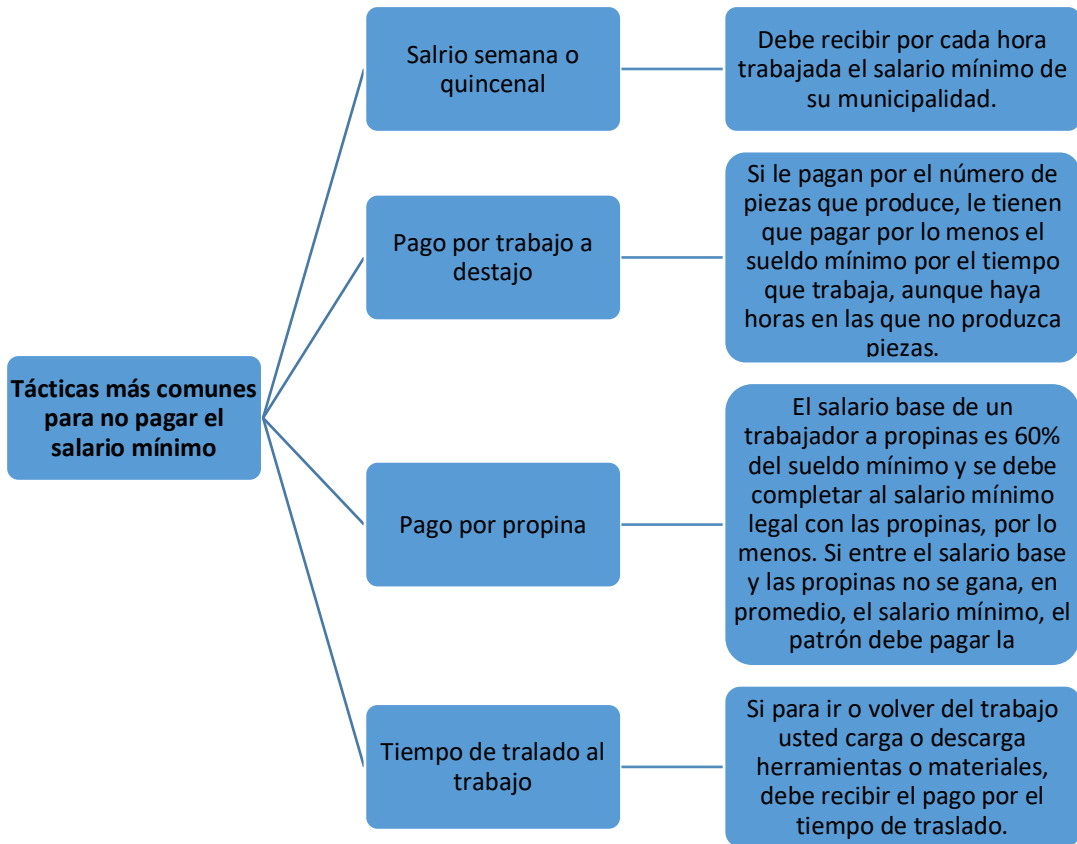 Tácticas más comunes
para no pagar el
salario mínimo
Salrio semana o
quincenal
Debe recibir por cada hora
trabajada el salario mínimo de
su municipalidad.
Pago por trabajo a
destajo
Si le pagan por el número de
piezas que produce, le tienen
que pagar por lo menos el
sueldo mínimo por el tiempo
que trabaja, aunque haya
horas en las que no produzca
piezas.
Pago por propina
El salario base de un
trabajador a propinas es 60%
del sueldo mínimo y se debe
completar al salario mínimo
legal con las propinas, por lo
menos. Si entre el salario base
y las propinas no se gana, en
promedio, el salario mínimo, el
patrón debe pagar la
Tiempo de tralado al
trabajo
Si para ir o volver del trabajo
usted carga o descarga
herramientas o materiales,
debe recibir el pago por el
tiempo de traslado.